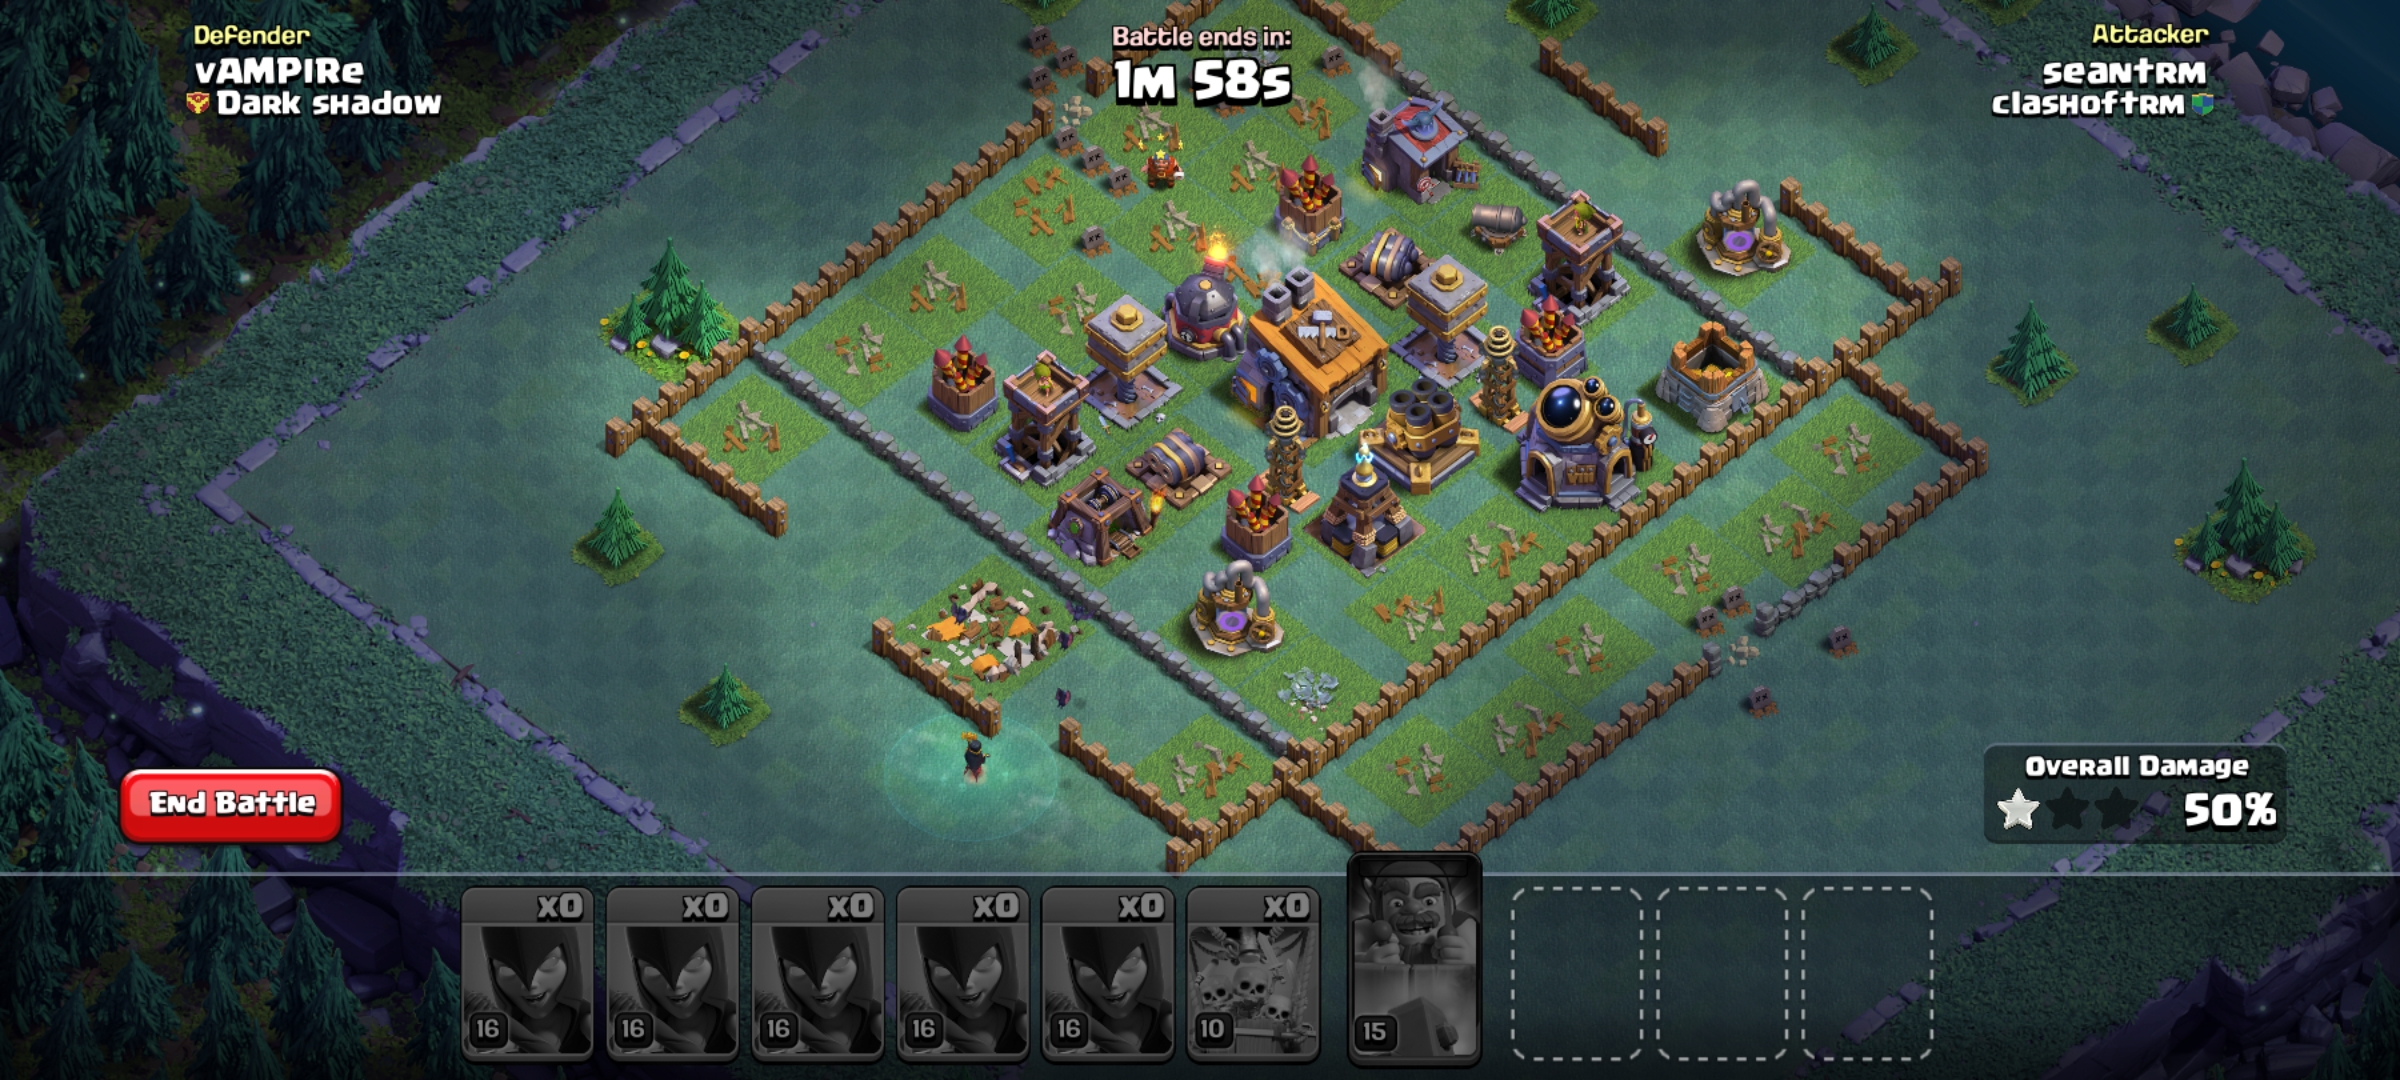 Defender
vAMPIRe
Dark shadow
Battle ends in:
1M 58s
Attacker
seantRM
clashoftRM
VIII
End Battle
Overall Damage
50%
x0
x0
x0
x0
x0
x0
16
16
16
16
16
10
15